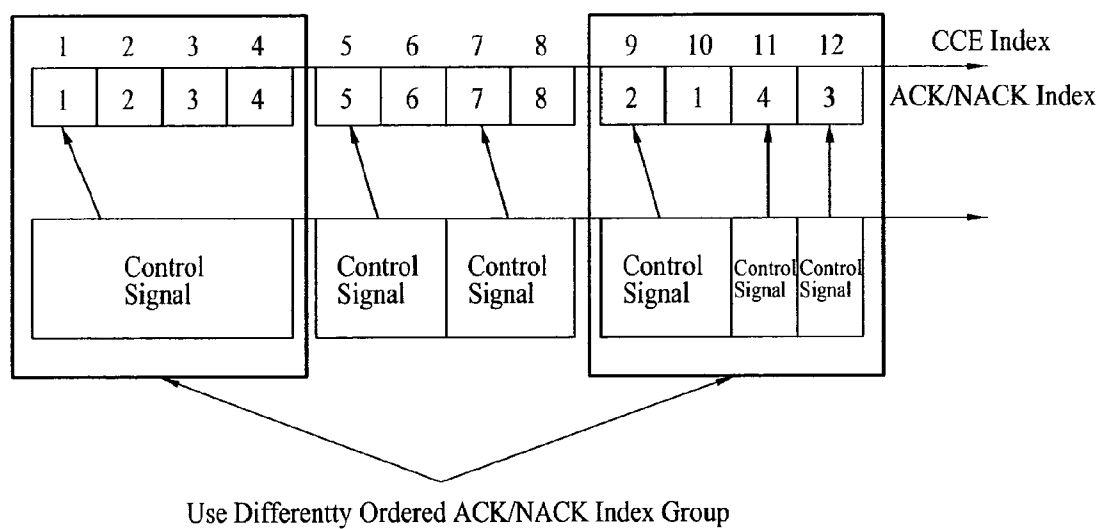 1 2 3 4 5 6 7 8 9 10 11 12 CCE Index
1 2 3 4 5 6 7 8 2 1 4 3 ACK/NACK Index
Control Signal
Control Signal
Control Signal
Control Signal
Control Signal
Control Signal
Use Differentty Ordered ACK/NACK Index Group